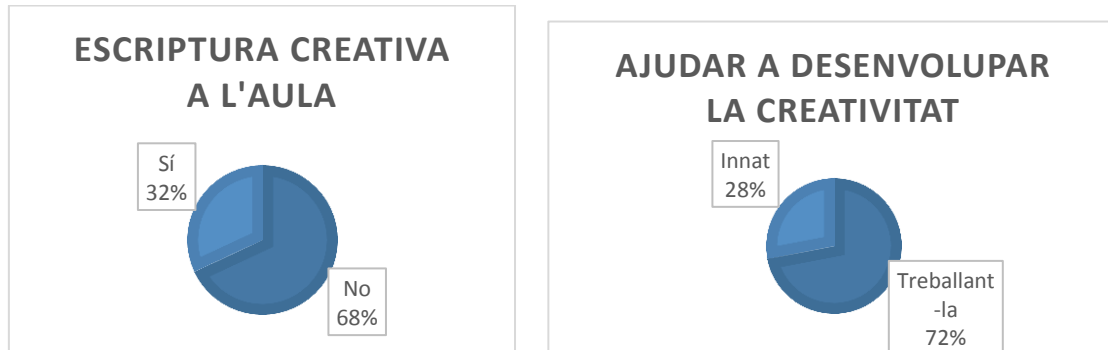 ESCRIPTURA CREATIVA
A L'AULA
Sí
32%
No
68%
AJUDAR A DESENVOLUPAR
LA CREATIVITAT
Innat
28%
Treballant
-la
72%